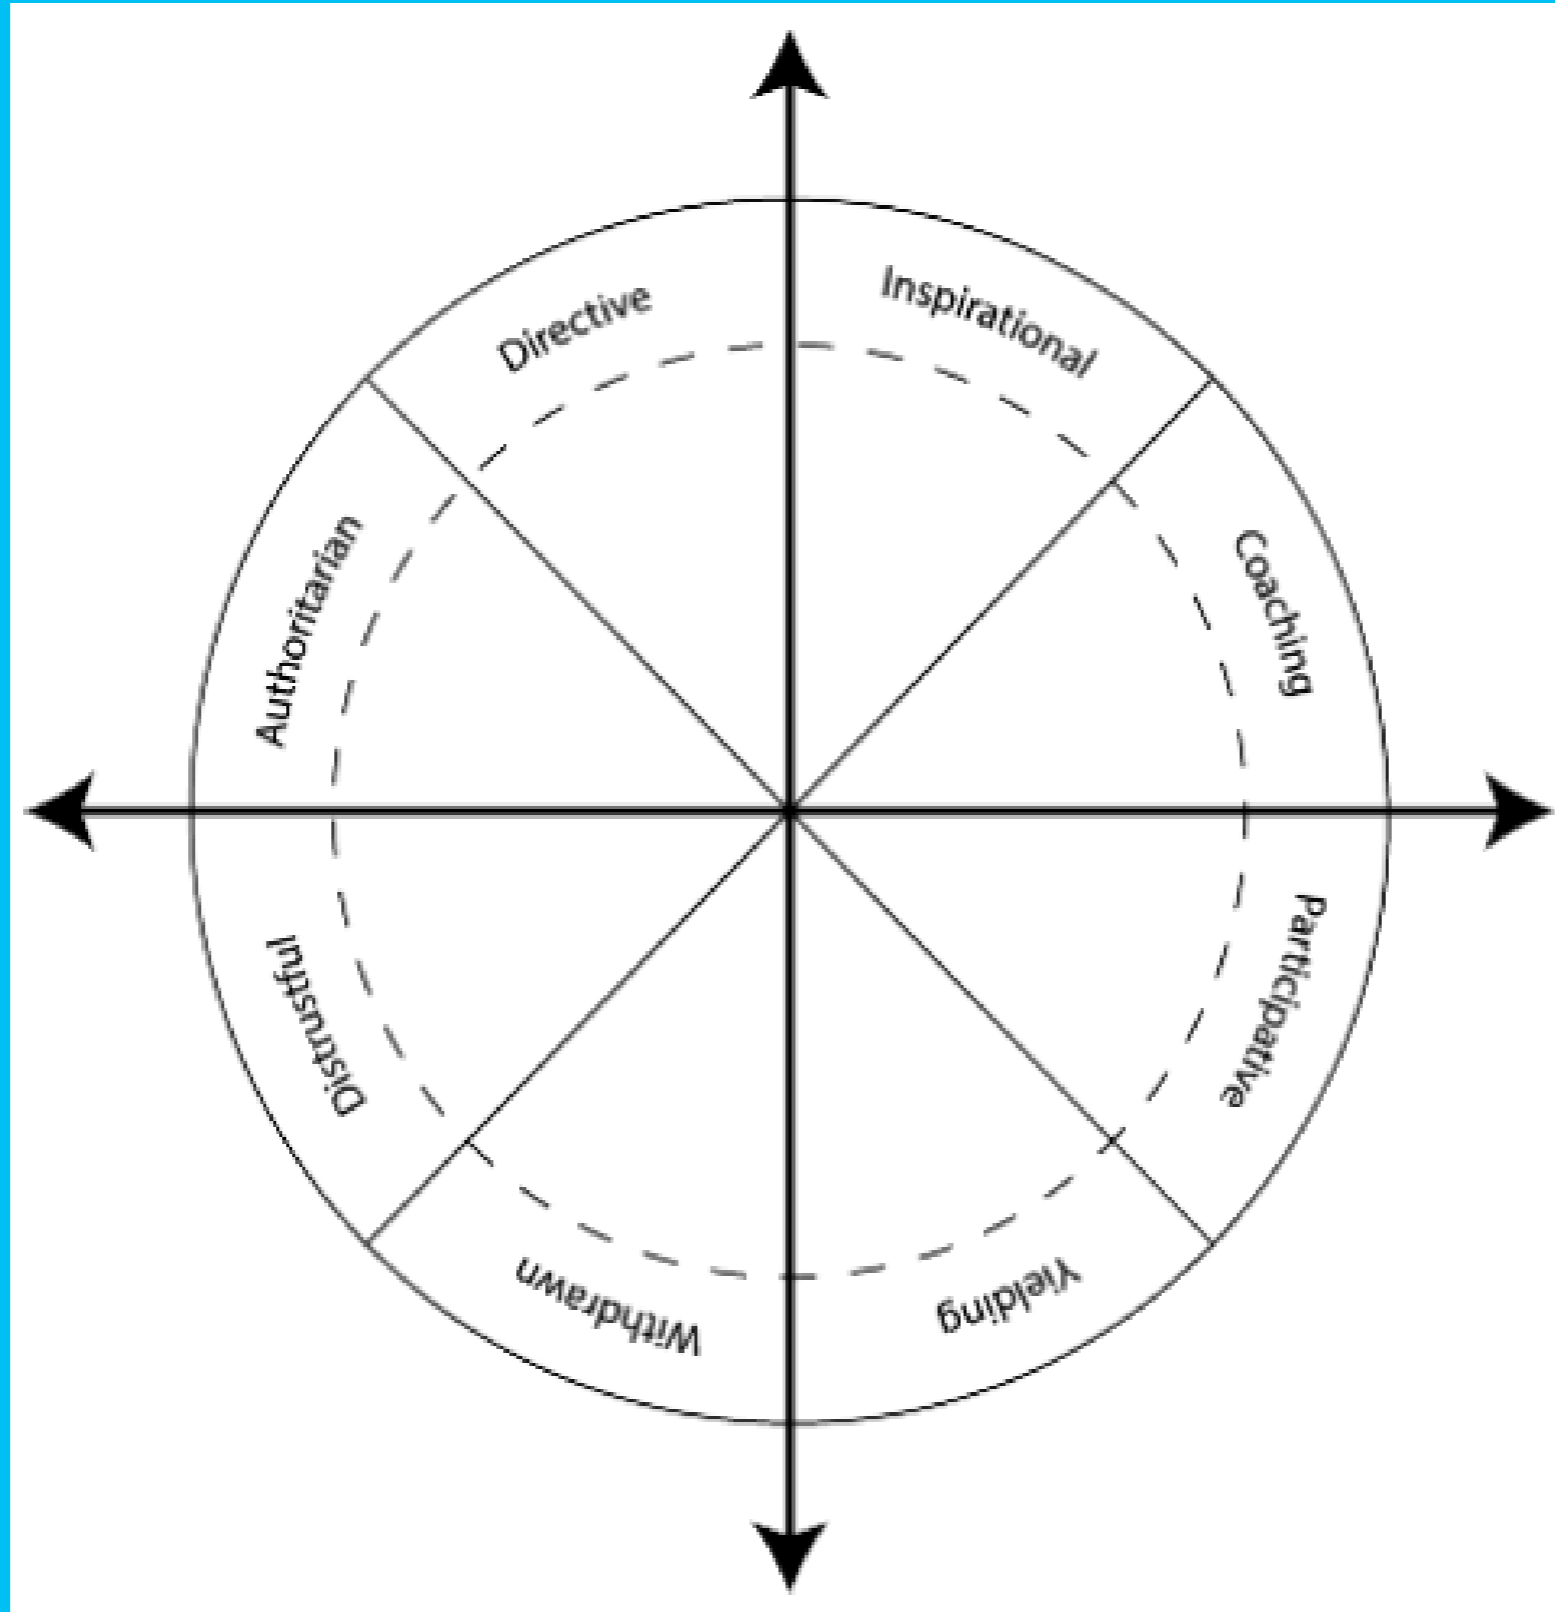 Directive
Inspirational
Coaching
Participative
Yielding
Withdrawn
Distrustful
Authoritarian